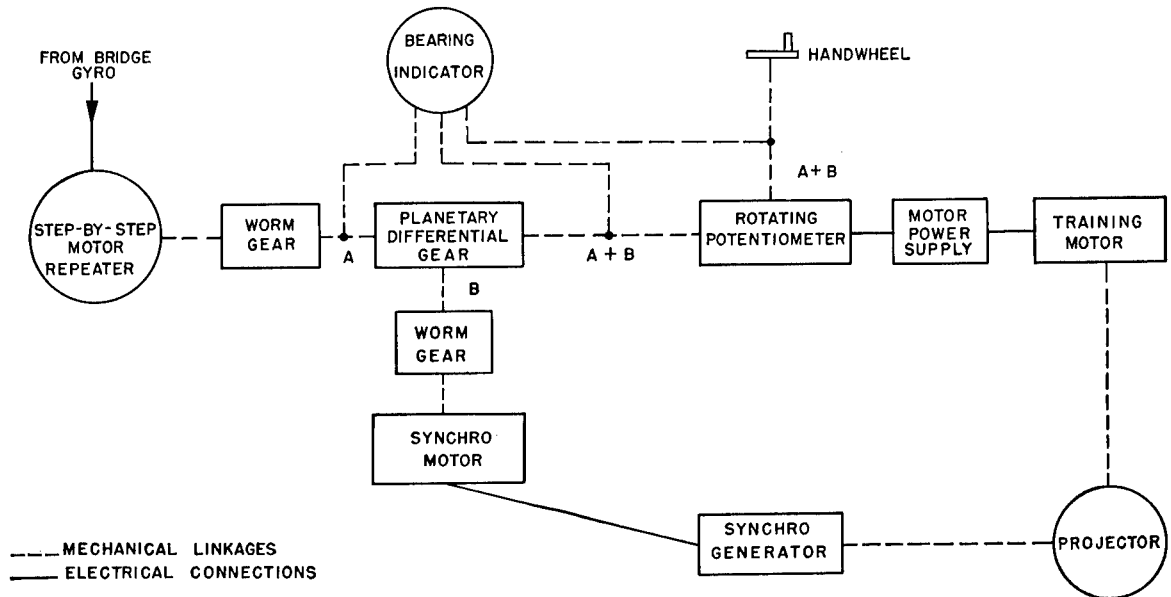 FROM BRIDGE
GYRO
BEARING
INDICATOR
HANDWHEEL
STEP-BY-STEP
MOTOR
REPEATER
WORM
GEAR
A
PLANETARY
DIFFERENTIAL
GEAR
A + B
A + B
ROTATING
POTENTIOMETER
MOTOR
POWER
SUPPLY
TRAINING
MOTOR
B
WORM
GEAR
SYNCHRO
MOTOR
SYNCHRO
GENERATOR
PROJECTOR
MECHANICAL LINKAGES
ELECTRICAL CONNECTIONS